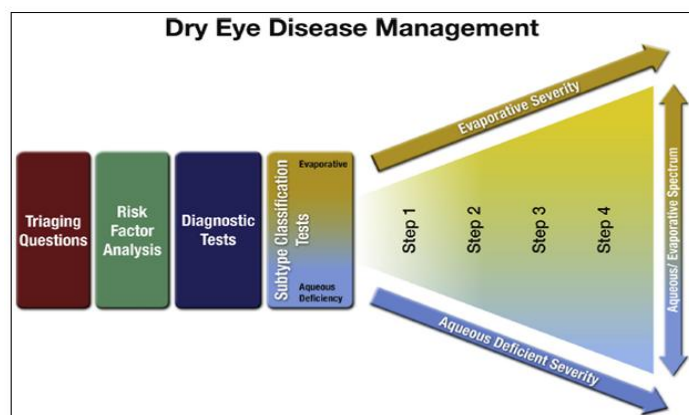 Dry Eye Disease Management
Triaging
Questions
Risk
Factor
Analysis
Diagnostic
Tests
Subtype Classification
Tests
Evaporative
Aqueous
Deficiency
Evaporative Severity
Step 1
Step 2
Step 3
Step 4
Aqueous Deficient Severity
Aqueous/ Evaporative Spectrum